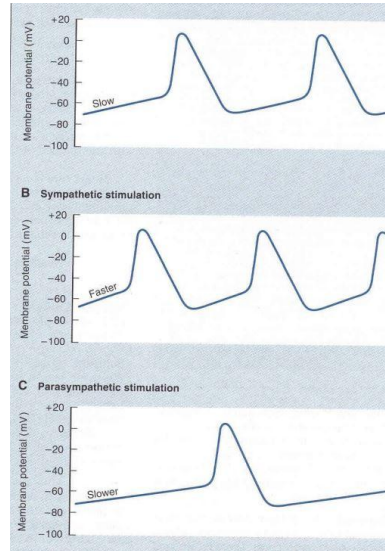 Membrane potential (mV)
+20
0
−20
−40
−60
−80
−100
Slow
B Sympathetic stimulation
Membrane potential (mV)
+20
0
−20
−40
−60
−80
−100
Faster
C Parasympathetic stimulation
Membrane potential (mV)
+20
0
−20
−40
−60
−80
−100
Slower